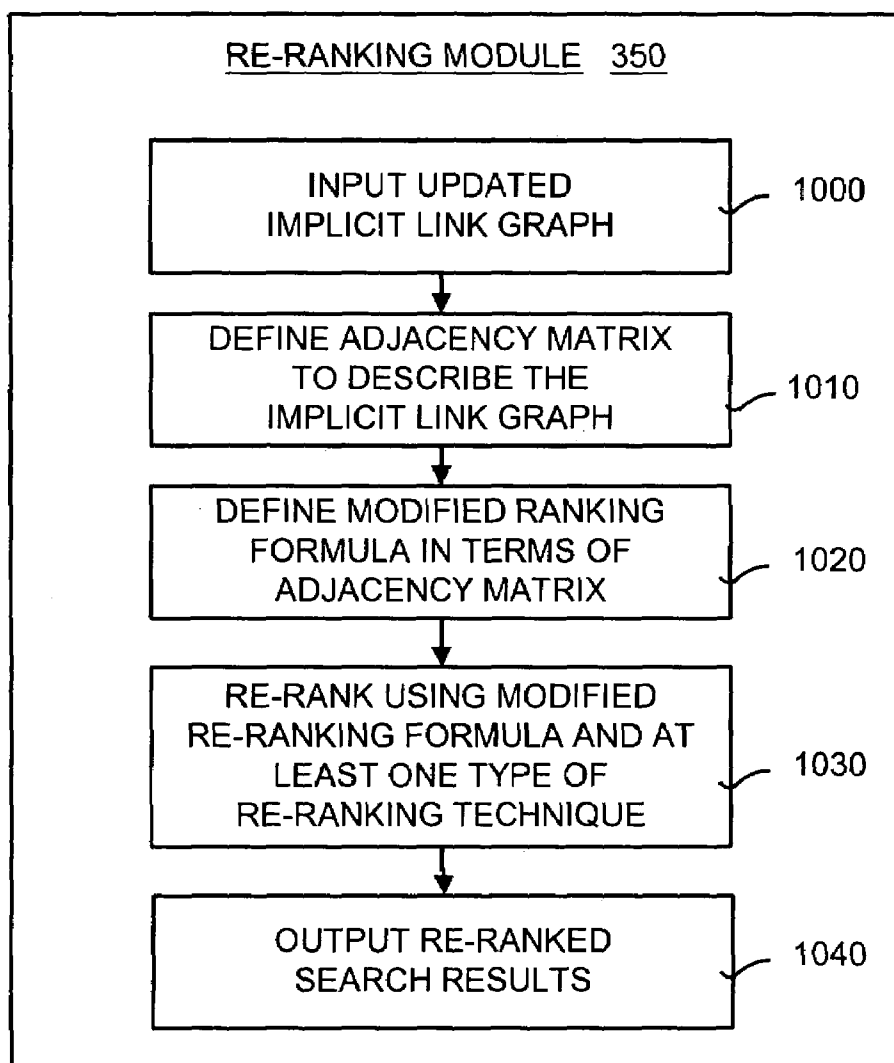 RE-RANKING MODULE 350
INPUT UPDATED
IMPLICIT LINK GRAPH
1000
DEFINE ADJACENCY MATRIX
TO DESCRIBE THE
IMPLICIT LINK GRAPH
1010
DEFINE MODIFIED RANKING
FORMULA IN TERMS OF
ADJACENCY MATRIX
1020
RE-RANK USING MODIFIED
RE-RANKING FORMULA AND AT
LEAST ONE TYPE OF
RE-RANKING TECHNIQUE
1030
OUTPUT RE-RANKED
SEARCH RESULTS
1040